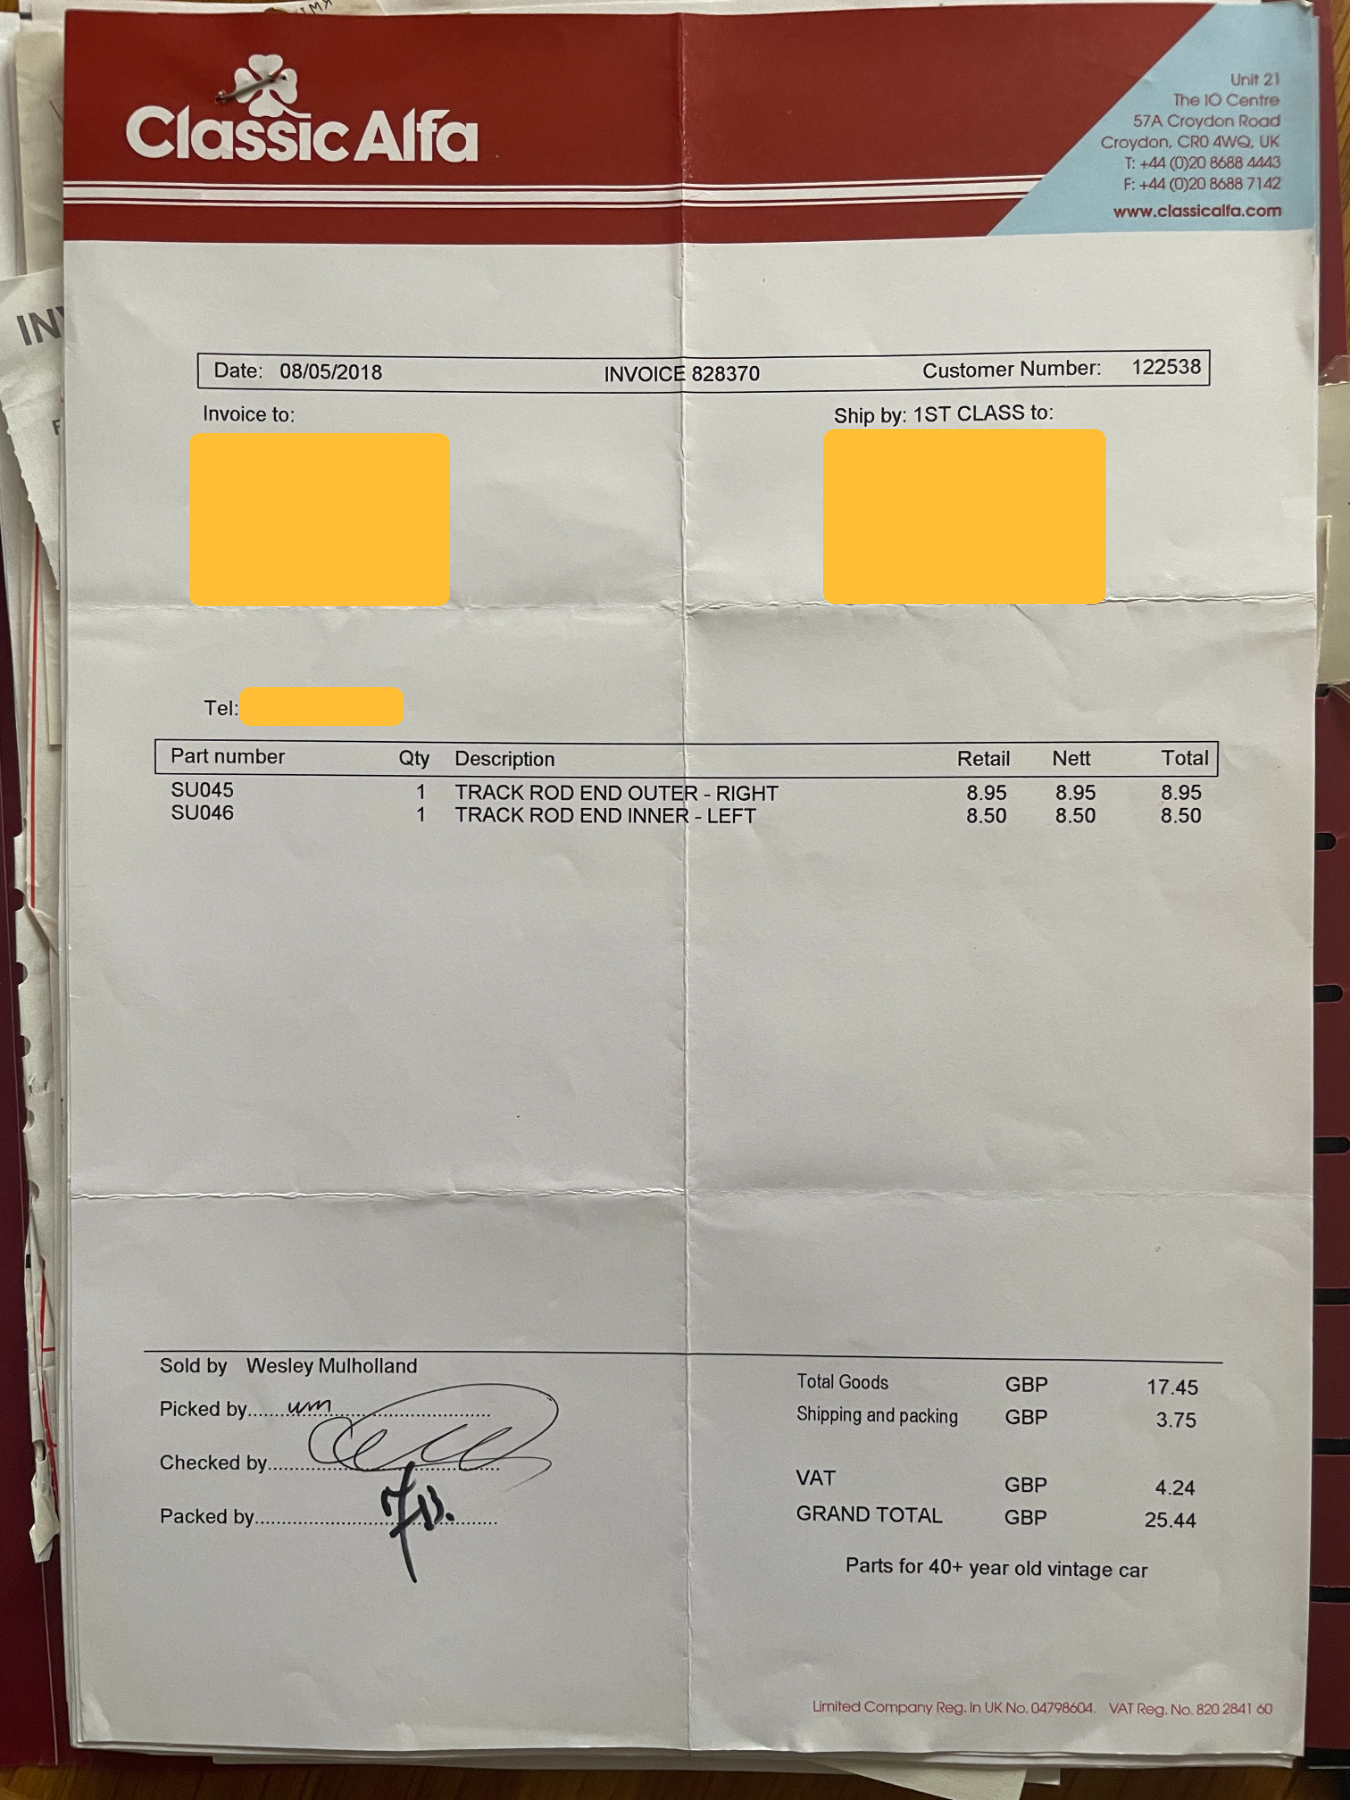 Classic Alfa
Unit 21
The IO Centre
57A Croydon Road
Croydon, CR0 4WQ, UK
T: +44 (0)20 8688 4443
F: +44 (0)20 8688 7142
www.classicalfa.com
Date: 08/05/2018 INVOICE 828370 Customer Number: 122538
Invoice to: Ship by: 1ST CLASS to:
Tel:
Part number Qty Description Retail Nett Total
SU045 1 TRACK ROD END OUTER - RIGHT 8.95 8.95 8.95
SU046 1 TRACK ROD END INNER - LEFT 8.50 8.50 8.50
Sold by Wesley Mulholland
Picked by.....wm.....
Checked by.....
Packed by.....
Total Goods GBP 17.45
Shipping and packing GBP 3.75
VAT GBP 4.24
GRAND TOTAL GBP 25.44
Parts for 40+ year old vintage car
Limited Company Reg. In UK No. 04798604. VAT Reg. No. 820 2841 60